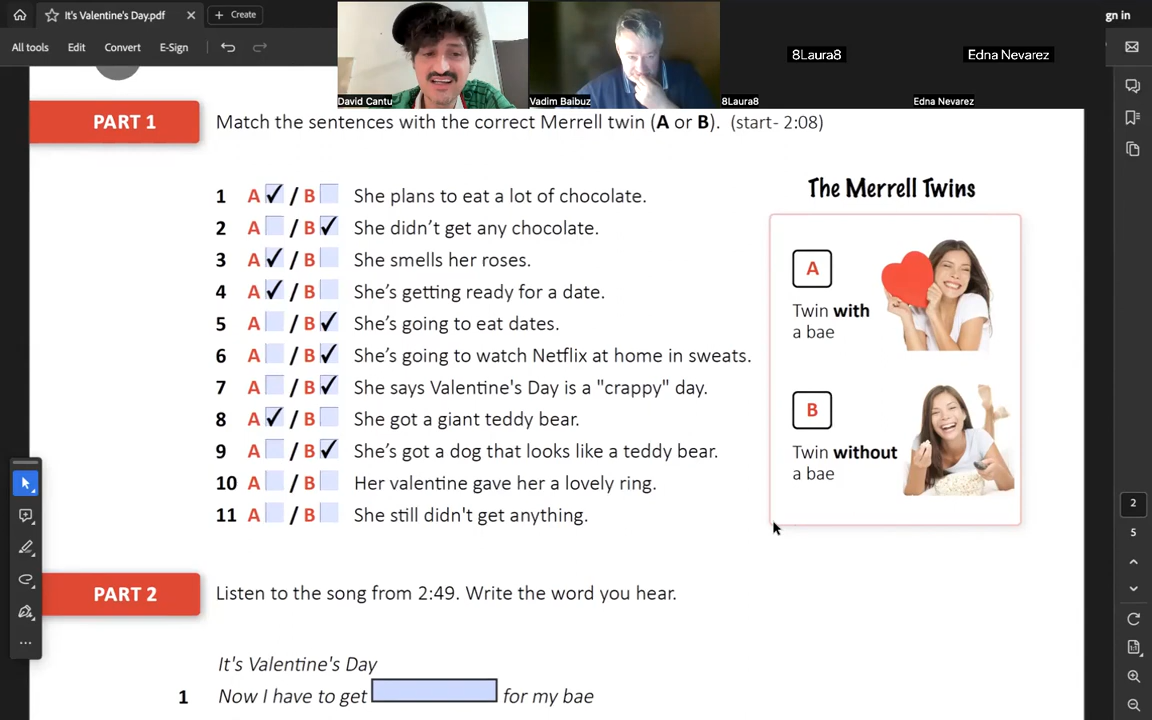 It's Valentine's Day.pdf
Create
gn in
All tools
Edit
Convert
E-Sign
David Cantu
Vadim Baibuz
8Laura8
8Laura8
Edna Nevarez
Edna Nevarez
PART 1
Match the sentences with the correct Merrell twin (A or B). (start- 2:08)
The Merrell Twins
1 A ✓ / B She plans to eat a lot of chocolate.
2 A / B ✓ She didn't get any chocolate.
3 A ✓ / B She smells her roses.
4 A ✓ / B She's getting ready for a date.
5 A / B ✓ She's going to eat dates.
6 A / B ✓ She's going to watch Netflix at home in sweats.
7 A / B ✓ She says Valentine's Day is a "crappy" day.
8 A ✓ / B She got a giant teddy bear.
9 A / B ✓ She's got a dog that looks like a teddy bear.
10 A / B Her valentine gave her a lovely ring.
11 A / B She still didn't get anything.
A
Twin with
a bae
B
Twin without
a bae
2
5
PART 2
Listen to the song from 2:49. Write the word you hear.
It's Valentine's Day
1 Now I have to get for my bae